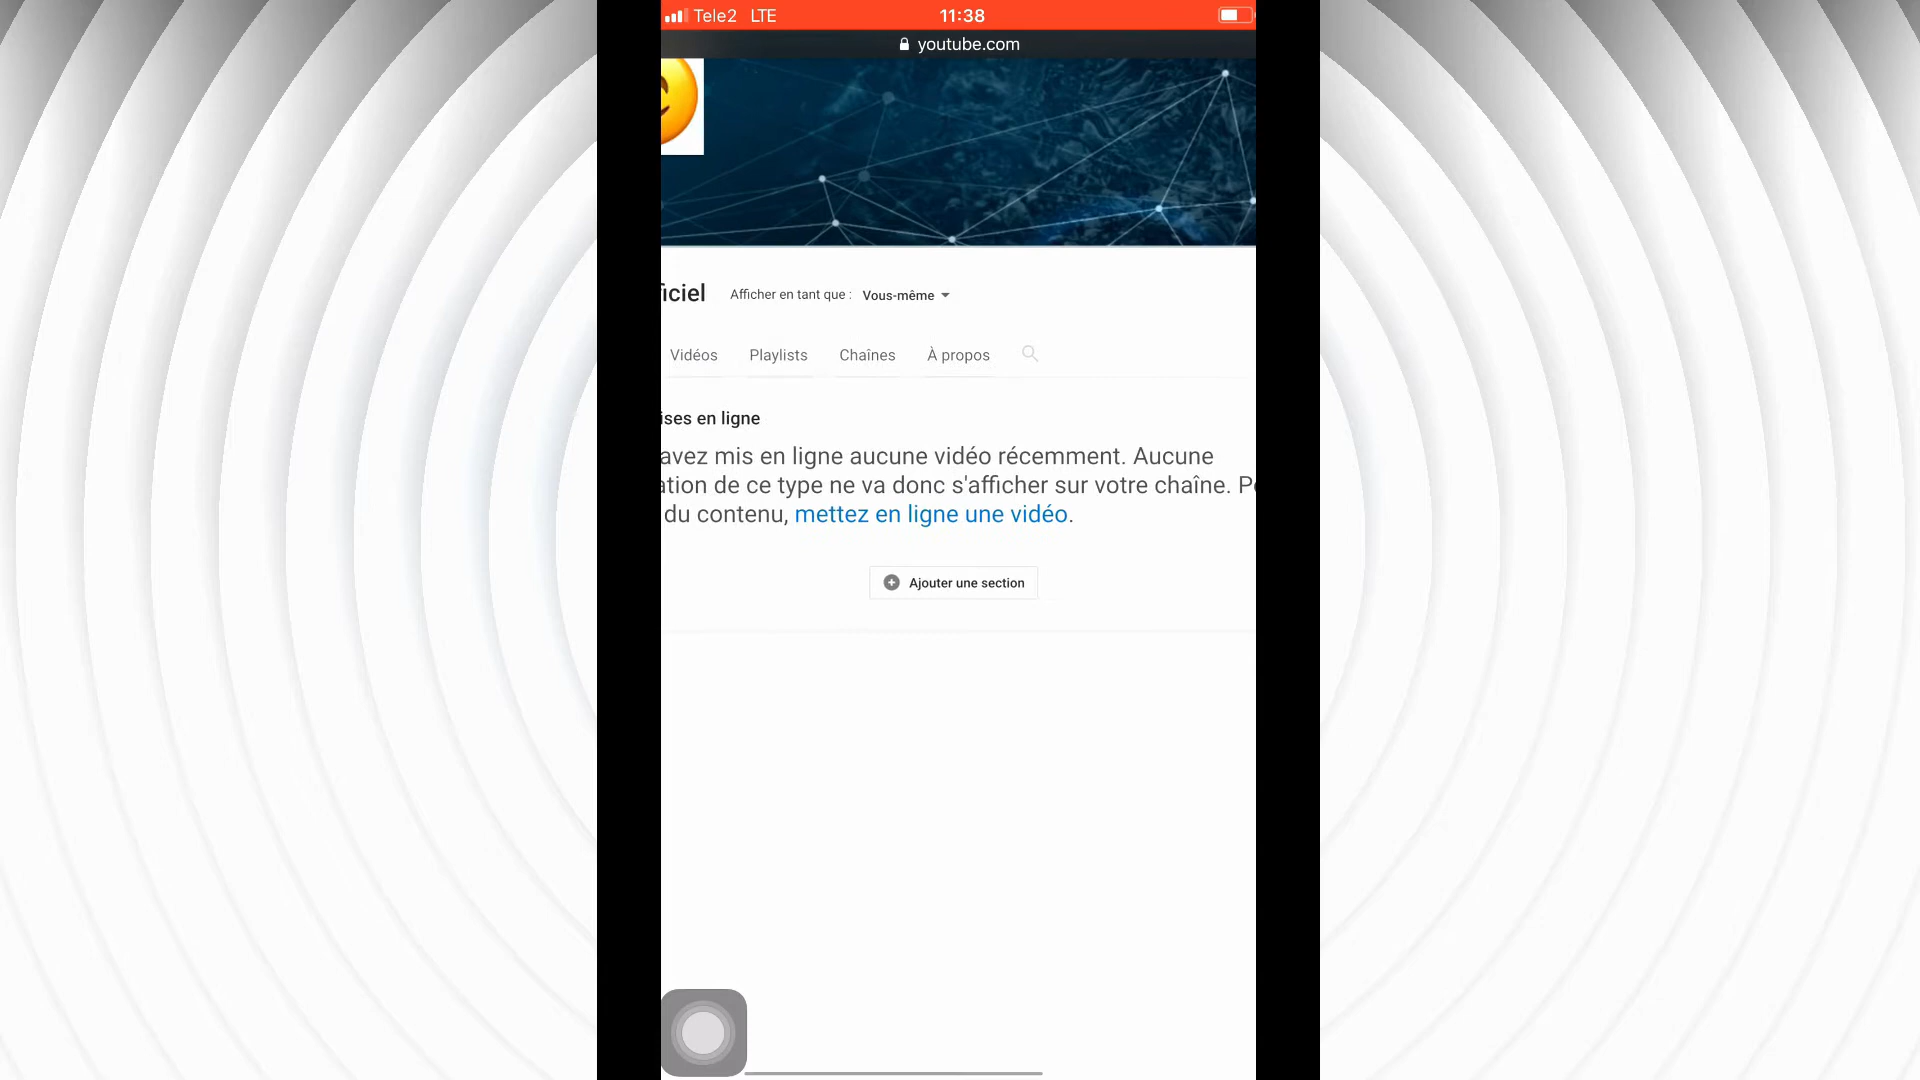 Tele2 LTE 11:38
youtube.com
ficiel Afficher en tant que : Vous-même
Vidéos Playlists Chaînes À propos
ises en ligne
avez mis en ligne aucune vidéo récemment. Aucune
ation de ce type ne va donc s'afficher sur votre chaîne. P
du contenu, mettez en ligne une vidéo.
Ajouter une section